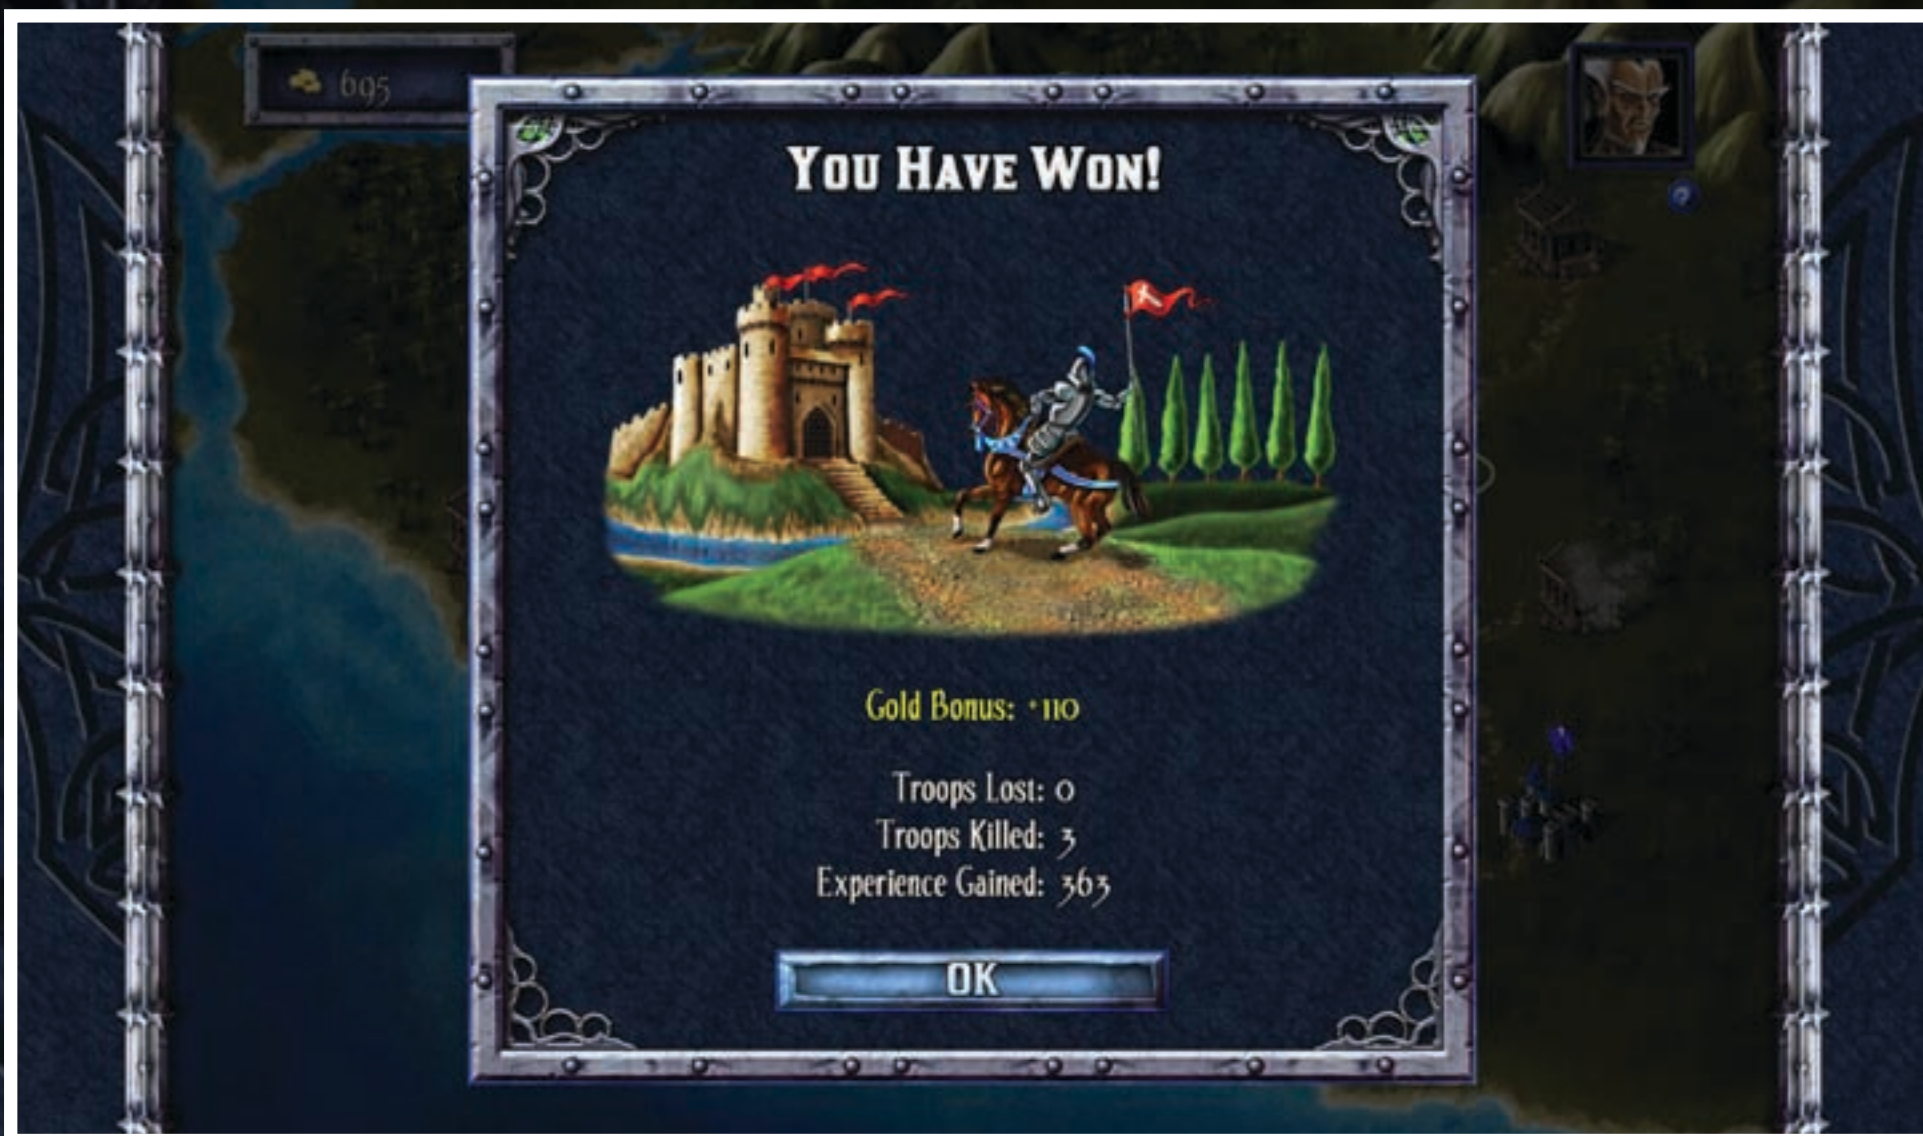 695
You Have Won!
Gold Bonus: +110
Troops Lost: 0
Troops Killed: 3
Experience Gained: 363
OK